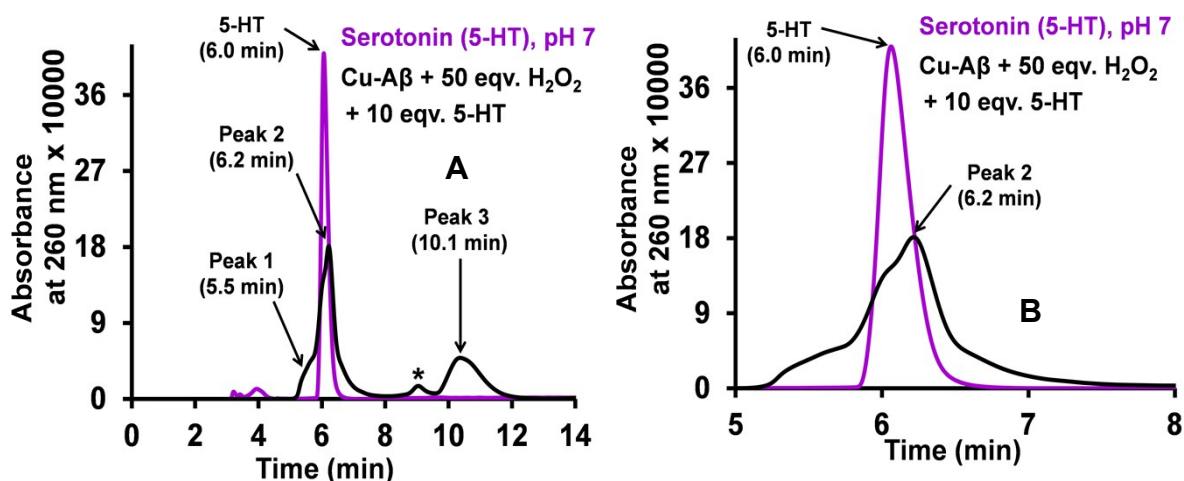 5-HT
(6.0 min)
Serotonin (5-HT), pH 7
Cu-Aβ + 50 eqv. H₂O₂
+ 10 eqv. 5-HT
Peak 2
(6.2 min)
A
Peak 3
(10.1 min)
Peak 1
(5.5 min)
*
Absorbance
at 260 nm x 10000
36
27
18
9
0
0 2 4 6 8 10 12 14
Time (min)
5-HT
(6.0 min)
Serotonin (5-HT), pH 7
Cu-Aβ + 50 eqv. H₂O₂
+ 10 eqv. 5-HT
Peak 2
(6.2 min)
B
Absorbance
at 260 nm x 10000
36
27
18
9
0
5 6 7 8
Time (min)